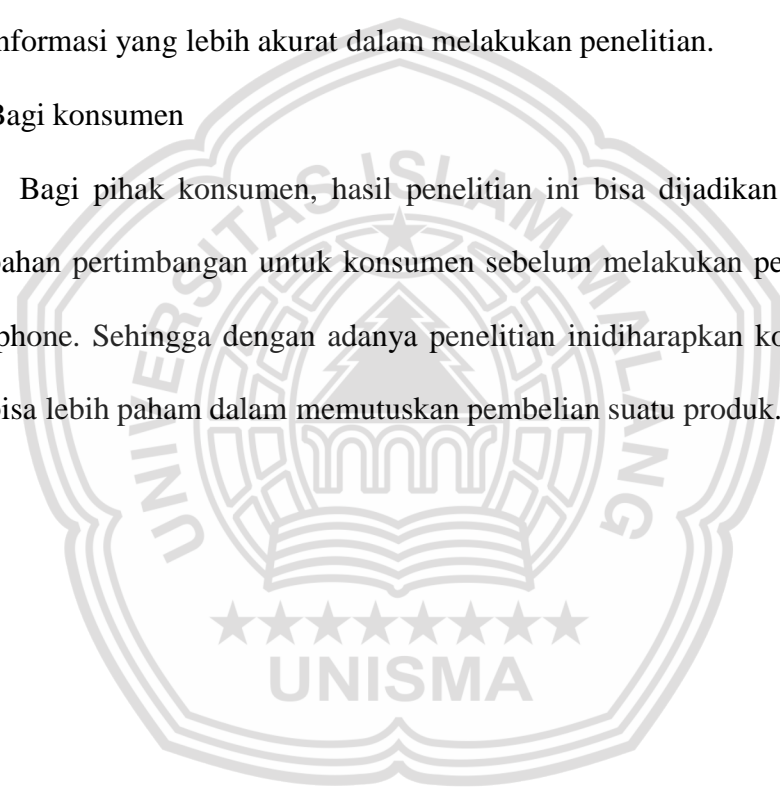 nformasi yang lebih akurat dalam melakukan penelitian.
Bagi konsumen
Bagi pihak konsumen, hasil penelitian ini bisa dijadikan
bahan pertimbangan untuk konsumen sebelum melakukan pe
phone. Sehingga dengan adanya penelitian inidiharapkan ko
bisa lebih paham dalam memutuskan pembelian suatu produk.
UNIVERSITAS ISLAM MALANG
UNISMA